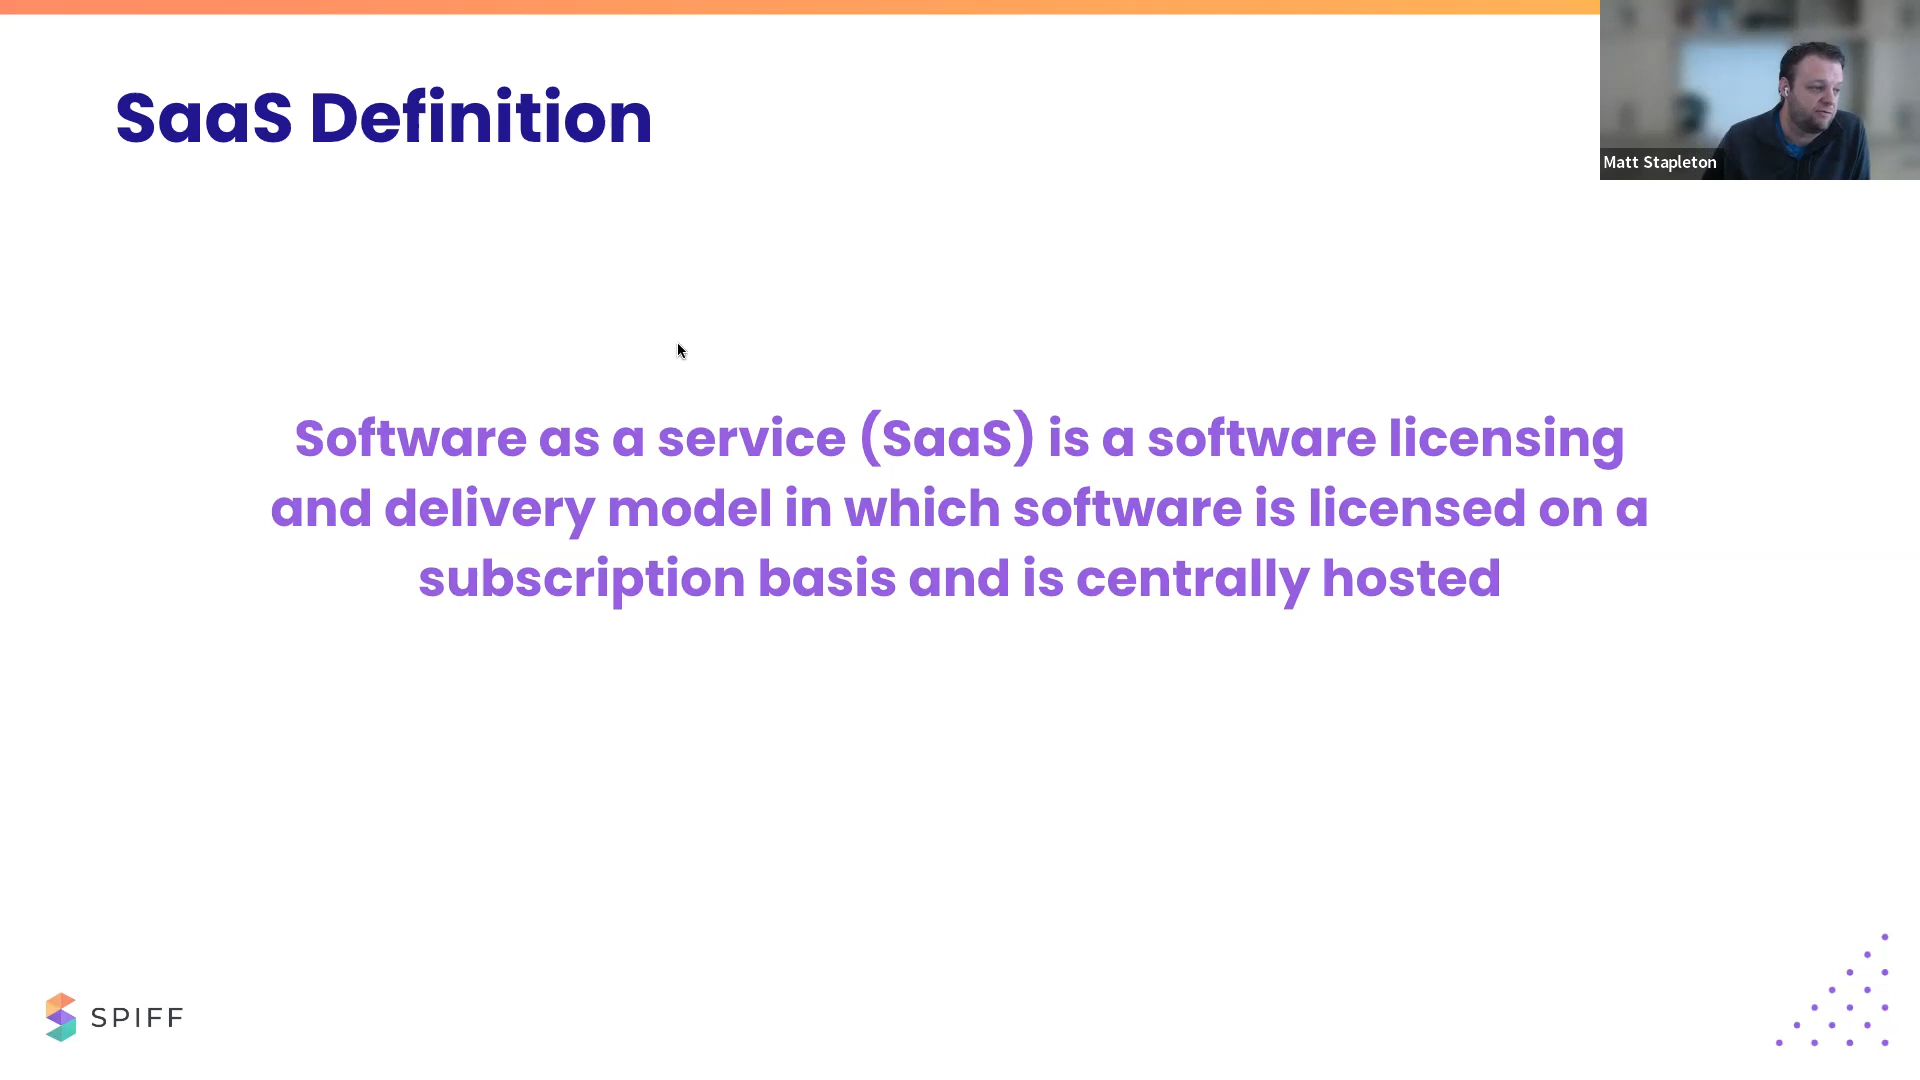 SaaS Definition
Matt Stapleton
Software as a service (SaaS) is a software licensing
and delivery model in which software is licensed on a
subscription basis and is centrally hosted
SPIFF